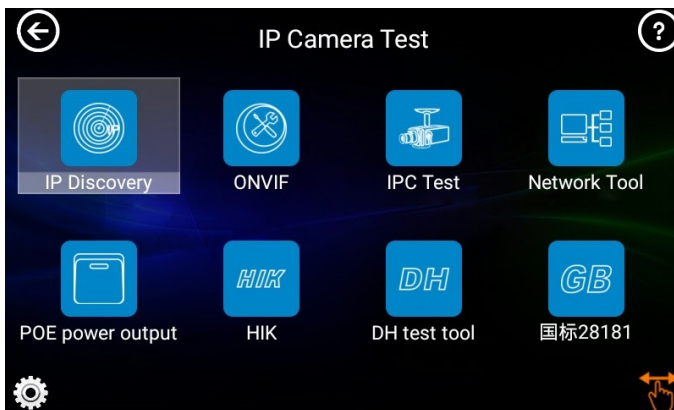 IP Camera Test
?
IP
IP Discovery
ONVIF
IPC Test
Network Tool
HIK
DH
GB
POE power output
HIK
DH test tool
国标28181